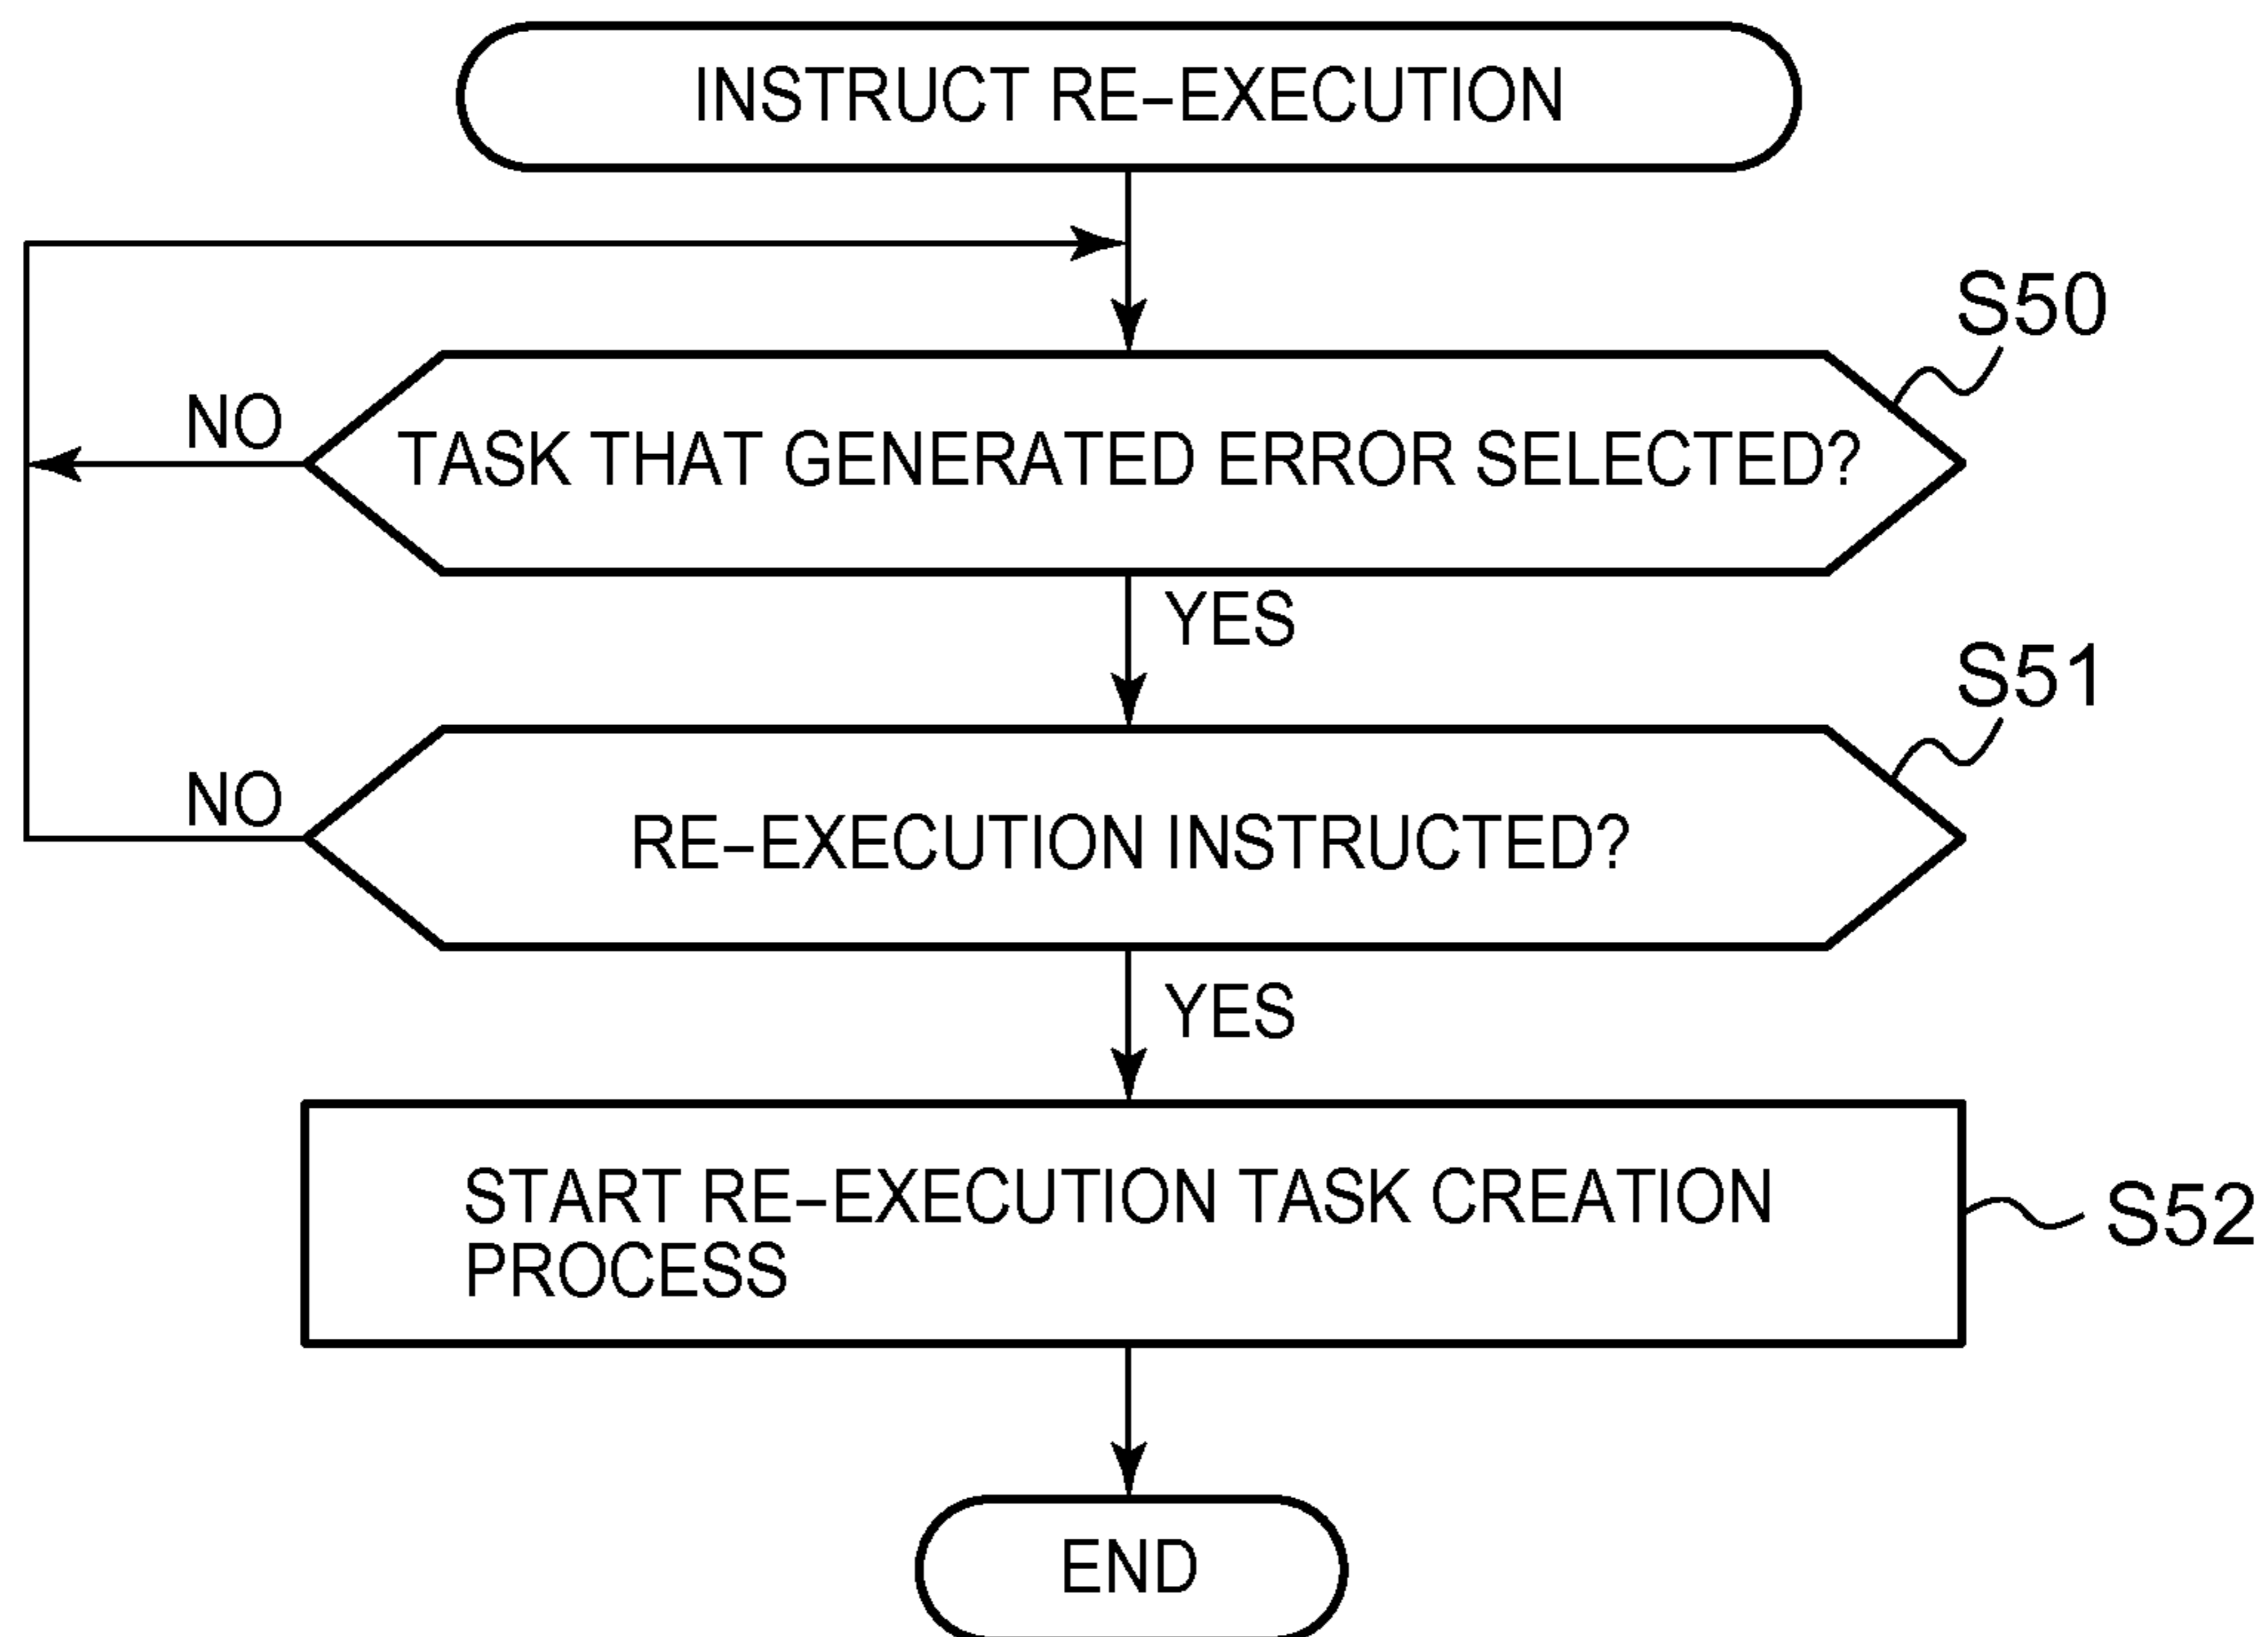 INSTRUCT RE-EXECUTION
S50
NO
TASK THAT GENERATED ERROR SELECTED?
YES
S51
NO
RE-EXECUTION INSTRUCTED?
YES
START RE-EXECUTION TASK CREATION
PROCESS
S52
END